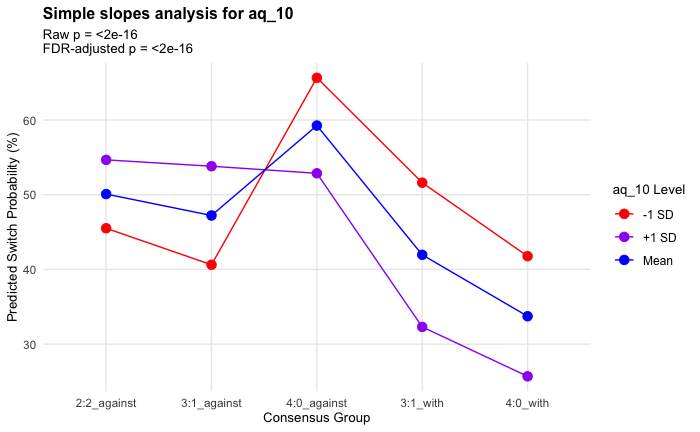 Simple slopes analysis for aq_10
Raw p = <2e-16
FDR-adjusted p = <2e-16
Predicted Switch Probability (%)
60
50
40
30
2:2_against
3:1_against
4:0_against
3:1_with
4:0_with
Consensus Group
aq_10 Level
-1 SD
+1 SD
Mean